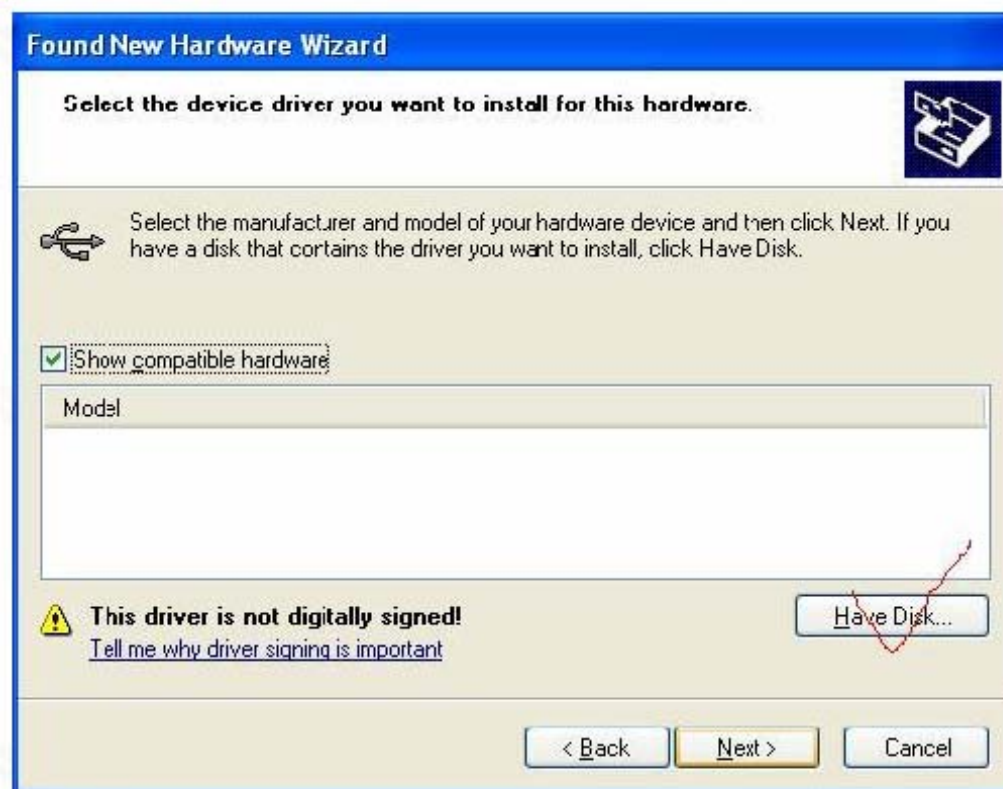 Found New Hardware Wizard
Select the device driver you want to install for this hardware.
Select the manufacturer and model of your hardware device and then click Next. If you
have a disk that contains the driver you want to install, click Have Disk.
Show compatible hardware
Model
This driver is not digitally signed!
Have Disk...
Tell me why driver signing is important
< Back
Next >
Cancel